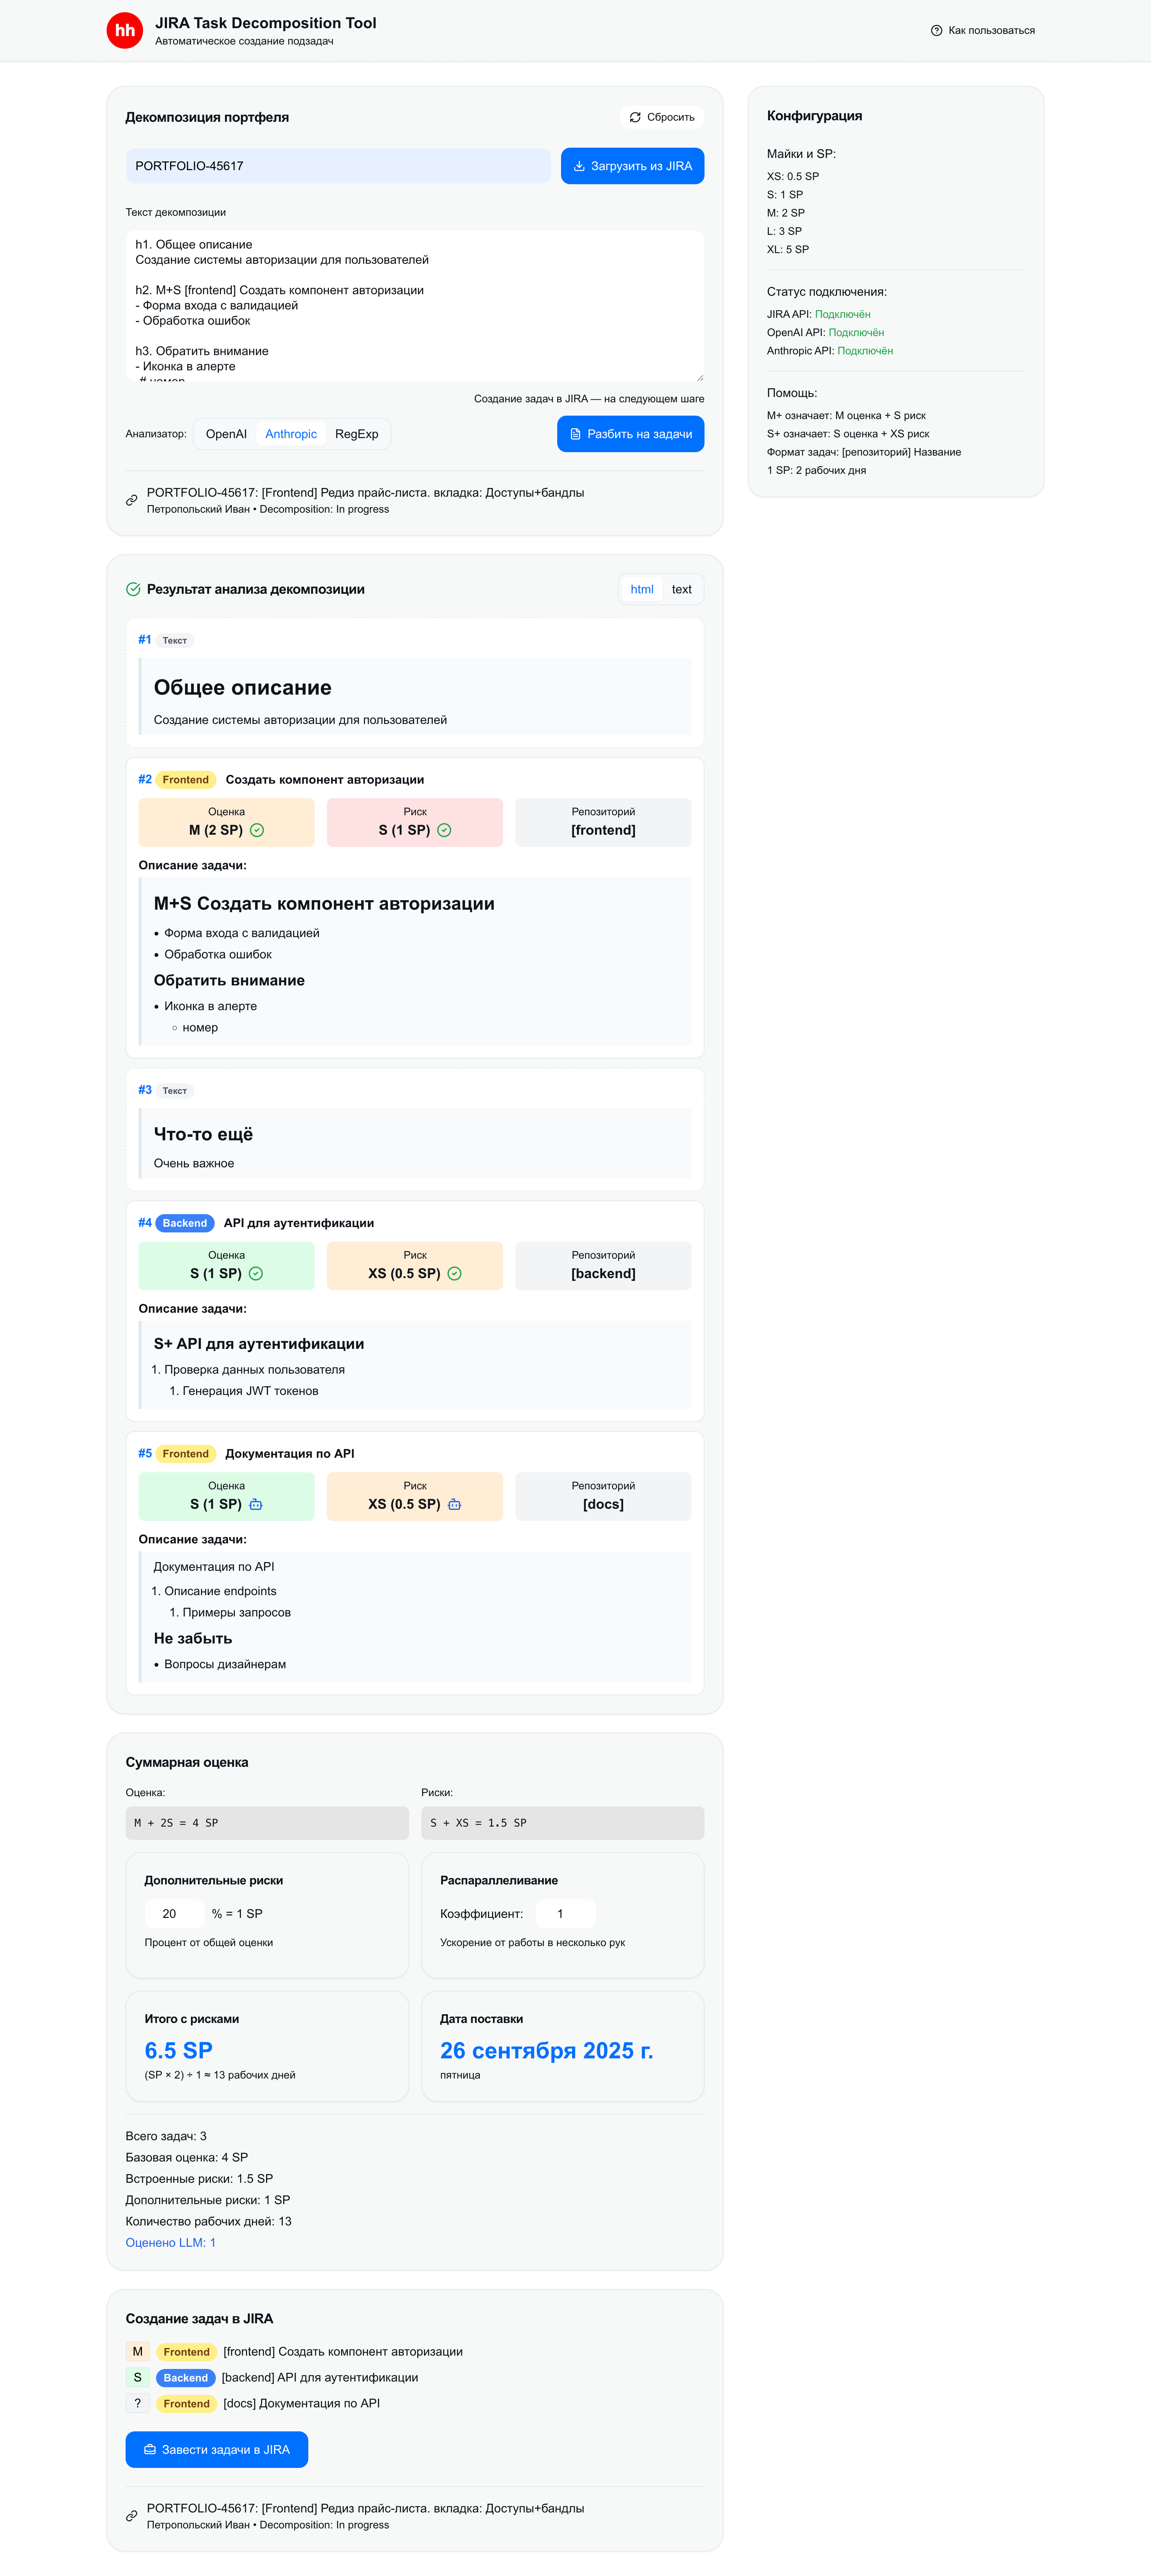 hh
JIRA Task Decomposition Tool
Автоматическое создание подзадач
Как пользоваться
Декомпозиция портфеля
Сбросить
PORTFOLIO-45617
Загрузить из JIRA
Текст декомпозиции
h1. Общее описание
Создание системы авторизации для пользователей
h2. M+S [frontend] Создать компонент авторизации
- Форма входа с валидацией
- Обработка ошибок
h3. Обратить внимание
- Иконка в алерте
-# номер
Создание задач в JIRA — на следующем шаге
Анализатор:
OpenAI
Anthropic
RegExp
Разбить на задачи
PORTFOLIO-45617: [Frontend] Редиз прайс-листа. вкладка: Доступы+бандлы
Петропольский Иван • Decomposition: In progress
Конфигурация
Майки и SP:
XS: 0.5 SP
S: 1 SP
M: 2 SP
L: 3 SP
XL: 5 SP
Статус подключения:
JIRA API: Подключён
OpenAI API: Подключён
Anthropic API: Подключён
Помощь:
M+ означает: M оценка + S риск
S+ означает: S оценка + XS риск
Формат задач: [репозиторий] Название
1 SP: 2 рабочих дня
Результат анализа декомпозиции
html
text
#1 Текст
Общее описание
Создание системы авторизации для пользователей
#2 Frontend Создать компонент авторизации
Оценка
M (2 SP)
Риск
S (1 SP)
Репозиторий
[frontend]
Описание задачи:
M+S Создать компонент авторизации
• Форма входа с валидацией
• Обработка ошибок
Обратить внимание
• Иконка в алерте
◦ номер
#3 Текст
Что-то ещё
Очень важное
#4 Backend API для аутентификации
Оценка
S (1 SP)
Риск
XS (0.5 SP)
Репозиторий
[backend]
Описание задачи:
S+ API для аутентификации
1. Проверка данных пользователя
1. Генерация JWT токенов
#5 Frontend Документация по API
Оценка
S (1 SP)
Риск
XS (0.5 SP)
Репозиторий
[docs]
Описание задачи:
Документация по API
1. Описание endpoints
1. Примеры запросов
Не забыть
• Вопросы дизайнерам
Суммарная оценка
Оценка:
M + 2S = 4 SP
Риски:
S + XS = 1.5 SP
Дополнительные риски
20 % = 1 SP
Процент от общей оценки
Распараллеливание
Коэффициент: 1
Ускорение от работы в несколько рук
Итого с рисками
6.5 SP
(SP × 2) ÷ 1 ≈ 13 рабочих дней
Дата поставки
26 сентября 2025 г.
пятница
Всего задач: 3
Базовая оценка: 4 SP
Встроенные риски: 1.5 SP
Дополнительные риски: 1 SP
Количество рабочих дней: 13
Оценено LLM: 1
Создание задач в JIRA
M Frontend [frontend] Создать компонент авторизации
S Backend [backend] API для аутентификации
? Frontend [docs] Документация по API
Завести задачи в JIRA
PORTFOLIO-45617: [Frontend] Редиз прайс-листа. вкладка: Доступы+бандлы
Петропольский Иван • Decomposition: In progress